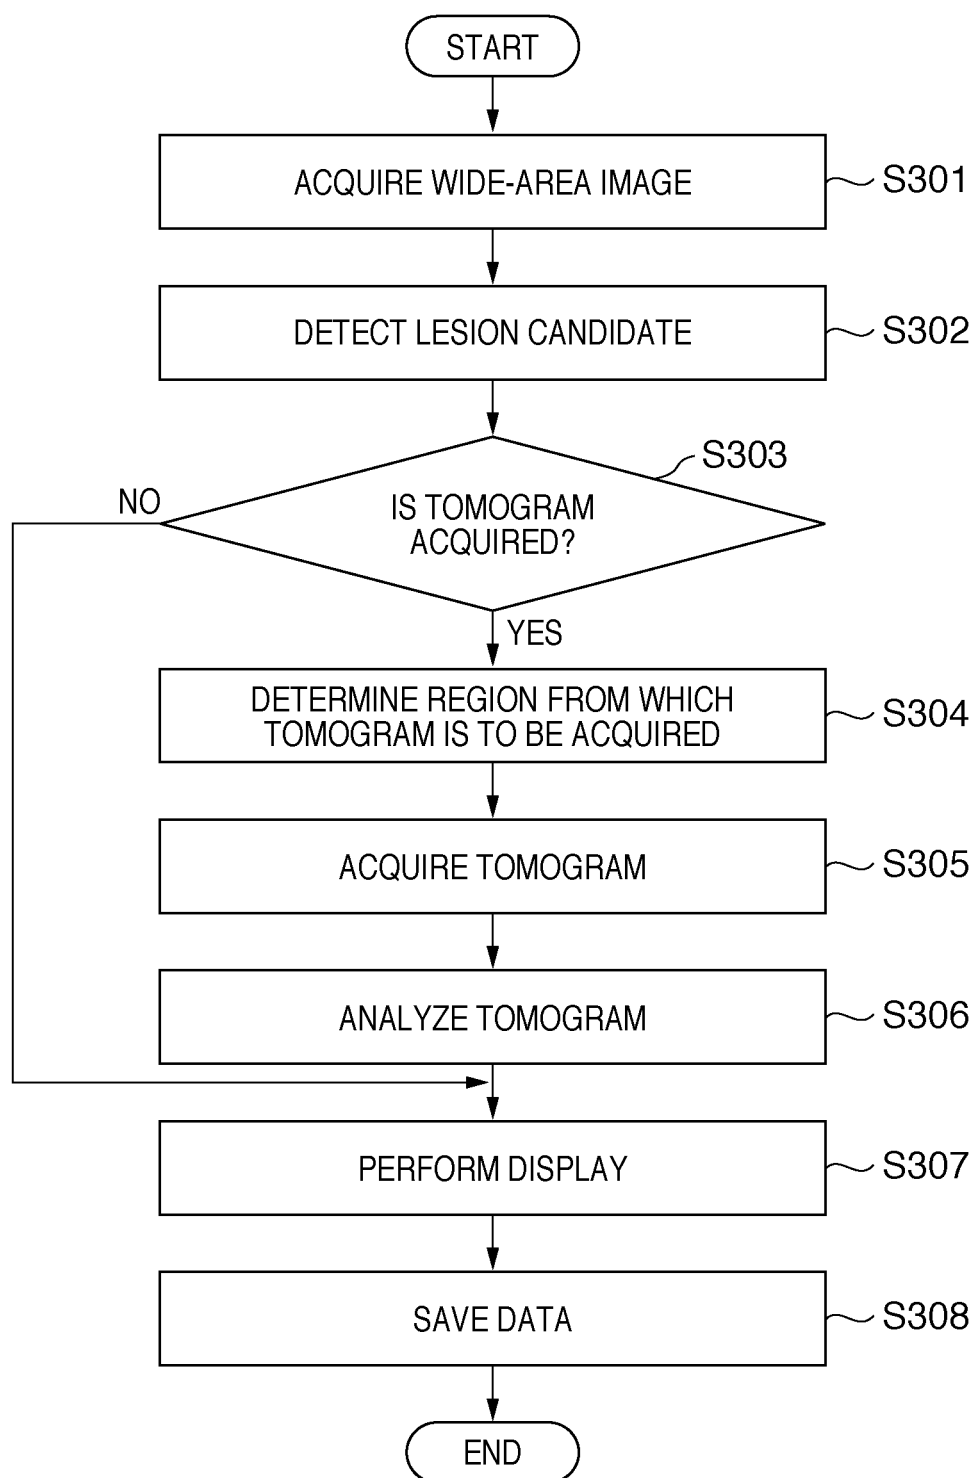 START
ACQUIRE WIDE-AREA IMAGE
S301
DETECT LESION CANDIDATE
S302
S303
NO
IS TOMOGRAM
ACQUIRED?
YES
DETERMINE REGION FROM WHICH
TOMOGRAM IS TO BE ACQUIRED
S304
ACQUIRE TOMOGRAM
S305
ANALYZE TOMOGRAM
S306
PERFORM DISPLAY
S307
SAVE DATA
S308
END